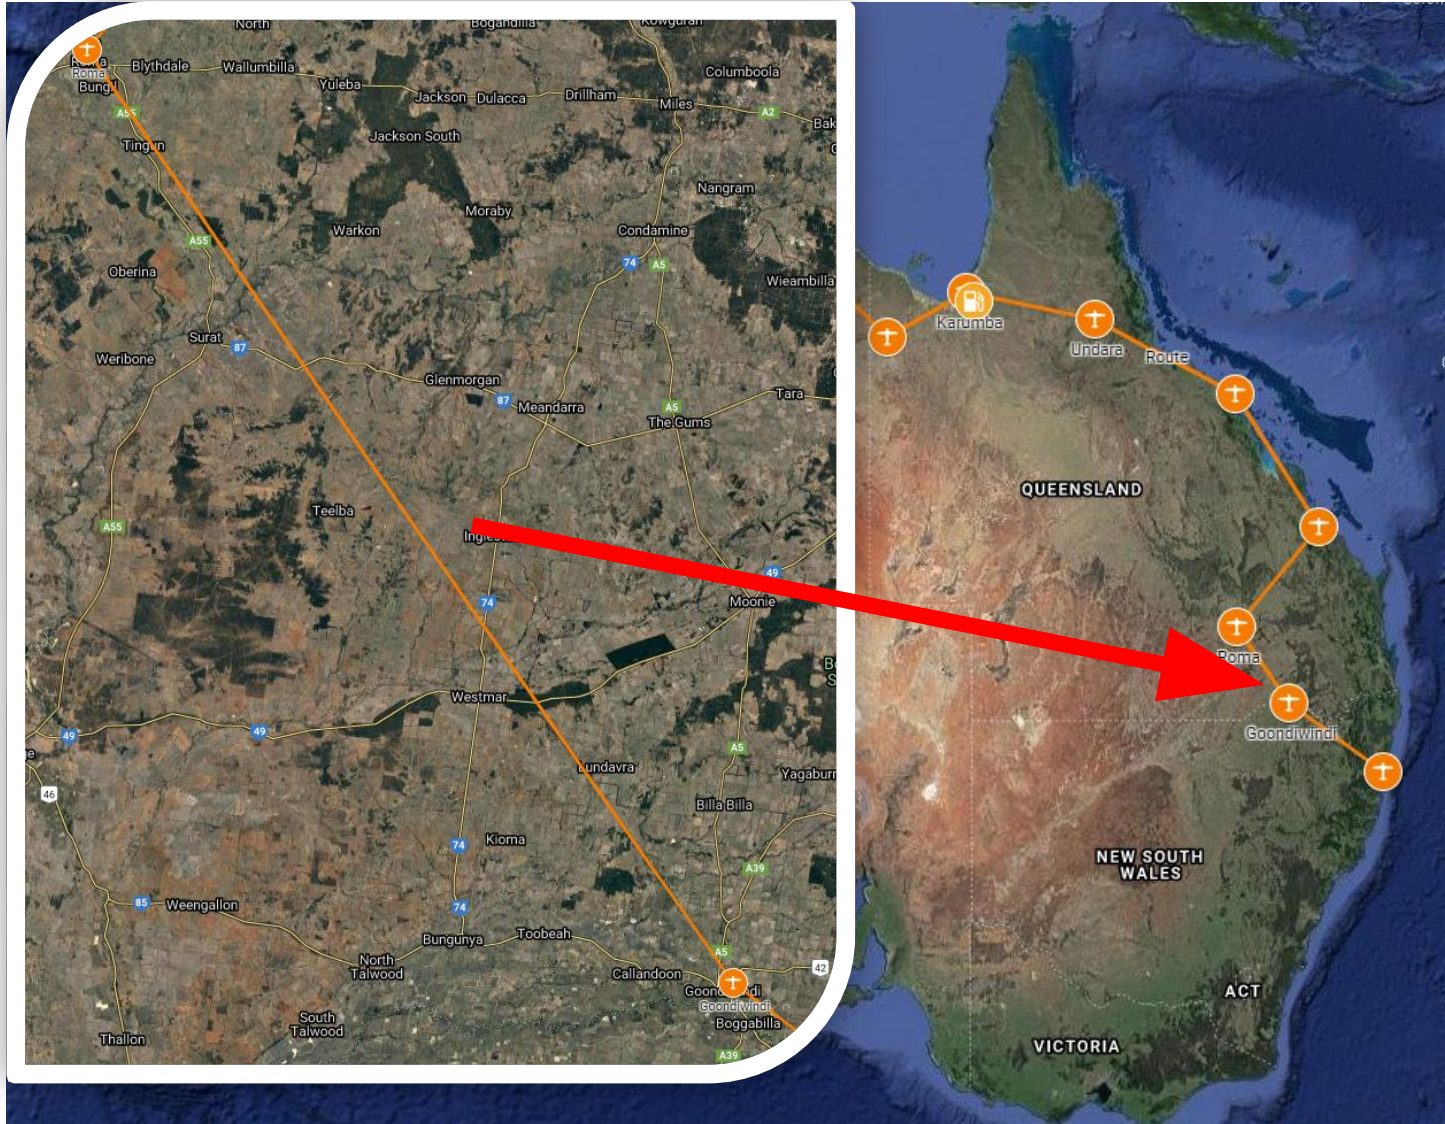 North
Bogandilla
Kowguran
Roma
Roma
Blythdale
Wallumbilla
Bungil
Yuleba
Columboola
Jackson
Dulacca
Drillham
Miles
A55
A2
Jackson South
Tingun
Nangram
Moraby
Warkon
Condamine
A55
74
A5
Oberina
Wieambilla
Surat
87
Weribone
Glenmorgan
87
Meandarra
A5
Tara
The Gums
Teelba
A55
49
74
Moonie
Westmar
49
49
A5
Lundavra
Yagabur
46
Billa Billa
74
Kioma
A39
85
Weengallon
74
Bungunya
Toobeah
A5
North
Talwood
Callandoon
42
Goondiwindi
Goondiwindi
South
Talwood
Boggabilla
Thallon
A39
Karumba
Undara
Route
QUEENSLAND
Roma
Goondiwindi
NEW SOUTH
WALES
ACT
VICTORIA